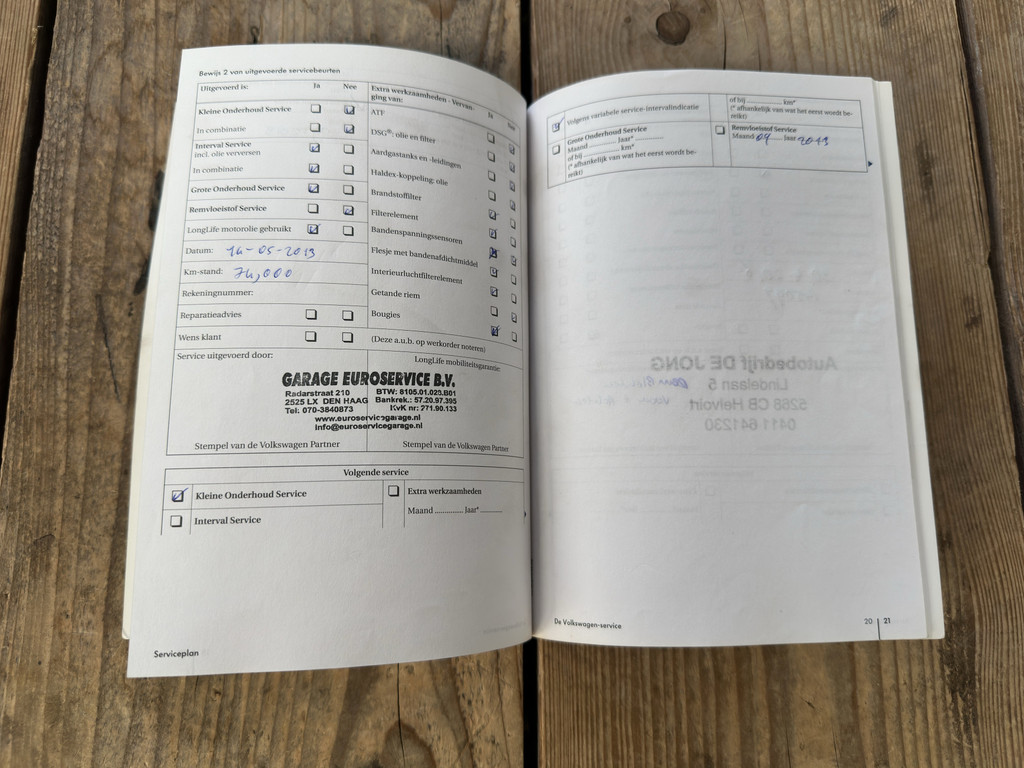 Bewijs 2 van uitgevoerde servicebeurten
Uitgevoerd is: Ja Nee
Kleine Onderhoud Service
In combinatie
Interval Service
incl. olie verversen
In combinatie
Grote Onderhoud Service
Remvloeistof Service
LongLife motorolie gebruikt
Datum: 16-05-2013
Km-stand: 74,000
Rekeningnummer:
Reparatieadvies
Wens klant
Extra werkzaamheden - Vervan
ging van: Ja Nee
ATF
DSG®: olie en filter
Aardgastanks en -leidingen
Haldex-koppeling: olie
Brandstoffilter
Filterelement
Bandenspanningssensoren
Flesje met bandenafdichtmiddel
Interieurluchtfilterelement
Getande riem
Bougies
(Deze a.u.b. op werkorder noteren)
Service uitgevoerd door:
LongLife mobiliteitsgarantie:
GARAGE EUROSERVICE B.V.
Radarstraat 210 BTW: 8105.01.023.B01
2525 LX DEN HAAG Bankrek.: 57.20.97.395
Tel: 070-3840873 KvK nr: 271.90.133
www.euroservicegarage.nl
info@euroservicegarage.nl
Stempel van de Volkswagen Partner
Stempel van de Volkswagen Partner
Volgende service
Kleine Onderhoud Service
Interval Service
Extra werkzaamheden
Maand .............. Jaar* ...........
Serviceplan
Volgens variabele service-intervalindicatie
Grote Onderhoud Service
Maand .............. Jaar* ..............
of bij .................. km*
(* afhankelijk van wat het eerst wordt be-
reikt)
of bij .................. km*
(* afhankelijk van wat het eerst wordt be-
reikt)
Remvloeistof Service
Maand 04 Jaar 2013
Autobedrijf DE JONG
Lindelaan 5
5268 CB Helvoirt
0411 641230
De Volkswagen-service
20 21